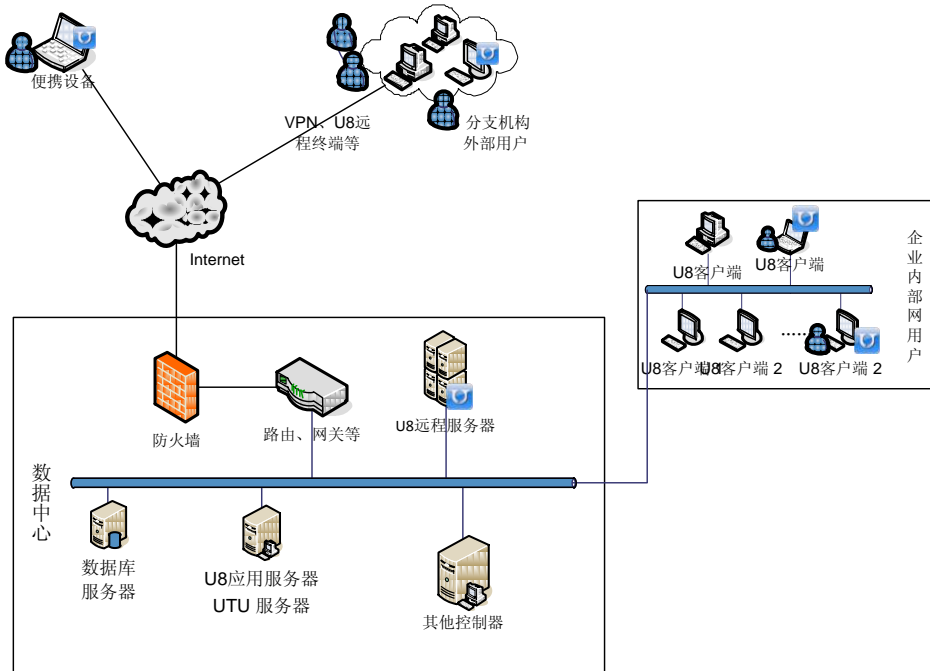 便携设备
VPN、U8远
程终端等
分支机构
外部用户
Internet
企业内部网用户
U8客户端
U8客户端
U8客户端
U8客户端 2
U8客户端 2
防火墙
路由、网关等
U8远程服务器
数据中心
数据库
服务器
U8应用服务器
UTU 服务器
其他控制器